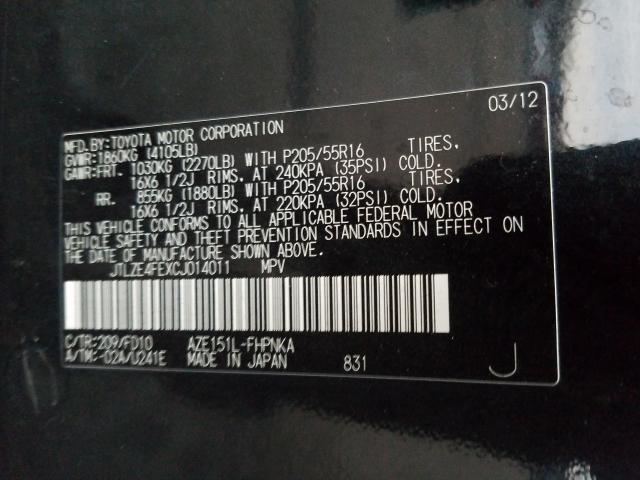 03/12
MFD.BY:TOYOTA MOTOR CORPORATION
GVWR:1860KG (4105LB)
GAWR:FRT. 1030KG (2270LB) WITH P205/55R16 TIRES,
16X6 1/2J RIMS, AT 240KPA (35PSI) COLD.
RR. 855KG (1880LB) WITH P205/55R16 TIRES,
16X6 1/2J RIMS, AT 220KPA (32PSI) COLD.
THIS VEHICLE CONFORMS TO ALL APPLICABLE FEDERAL MOTOR
VEHICLE SAFETY AND THEFT PREVENTION STANDARDS IN EFFECT ON
THE DATE OF MANUFACTURE SHOWN ABOVE.
JTLZE4FEXCJ014011 MPV
C/TR:209/FD10 AZE151L-FHPNKA
A/TM:-02A/U241E MADE IN JAPAN 831 J